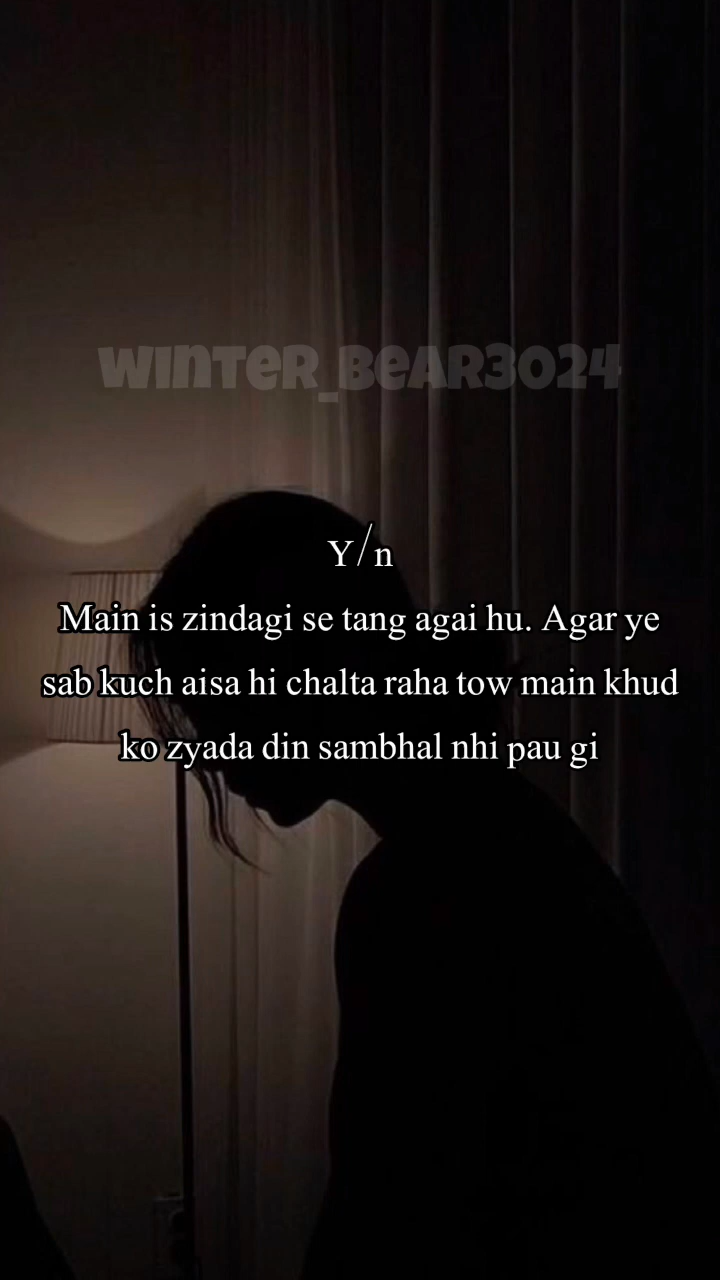 WINTER_BEAR3024
Y/n
Main is zindagi se tang agai hu. Agar ye
sab kuch aisa hi chalta raha tow main khud
ko zyada din sambhal nhi pau gi